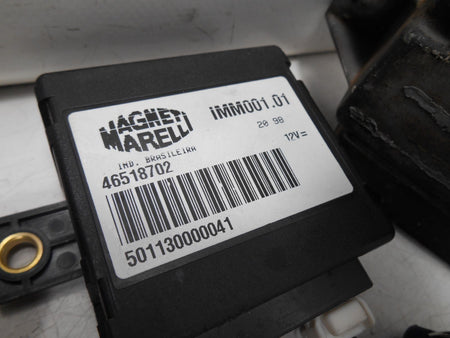 MAGNETI
MARELLI
iMM001.01
20 98
12V=
IND. BRASILEIRA
46518702
501130000041